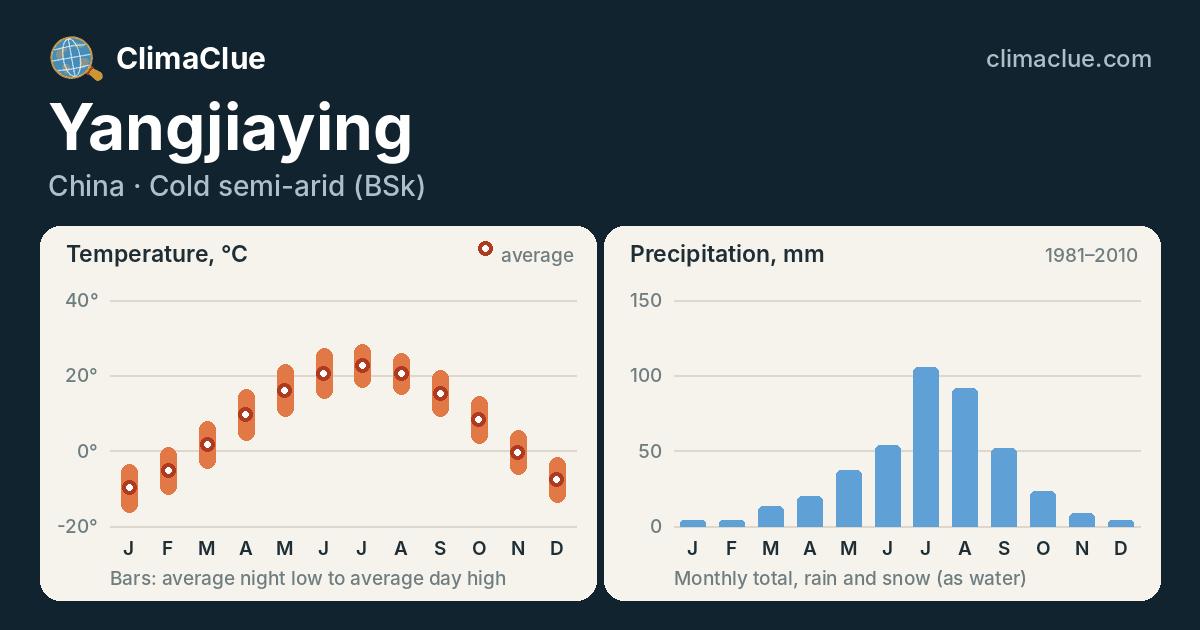 ClimaClue
climaclue.com
Yangjiaying
China · Cold semi-arid (BSk)
Temperature, °C
average
40°
20°
0°
-20°
J F M A M J J A S O N D
Bars: average night low to average day high
Precipitation, mm
1981–2010
150
100
50
0
J F M A M J J A S O N D
Monthly total, rain and snow (as water)